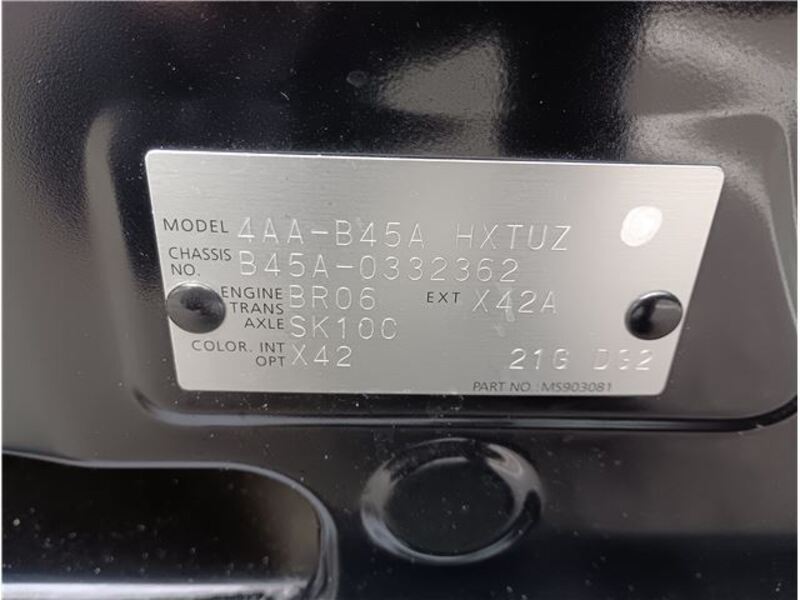 MODEL 4AA-B45A HXTUZ
CHASSIS NO. B45A-0332362
ENGINE BR06 EXT X42A
TRANS AXLE SK10C
COLOR. INT OPT X42
21G D32
PART NO : MS903081